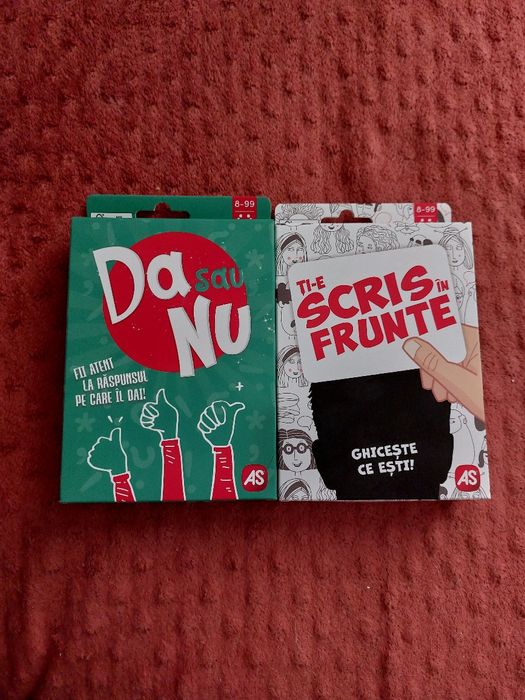 8-99
Da sau
NU
FII ATENT
LA RĂSPUNSUL
PE CARE ÎL DAI!
AS
8-99
ȚI-E
SCRIS ÎN
FRUNTE
GHICEȘTE
CE EȘTI!
AS